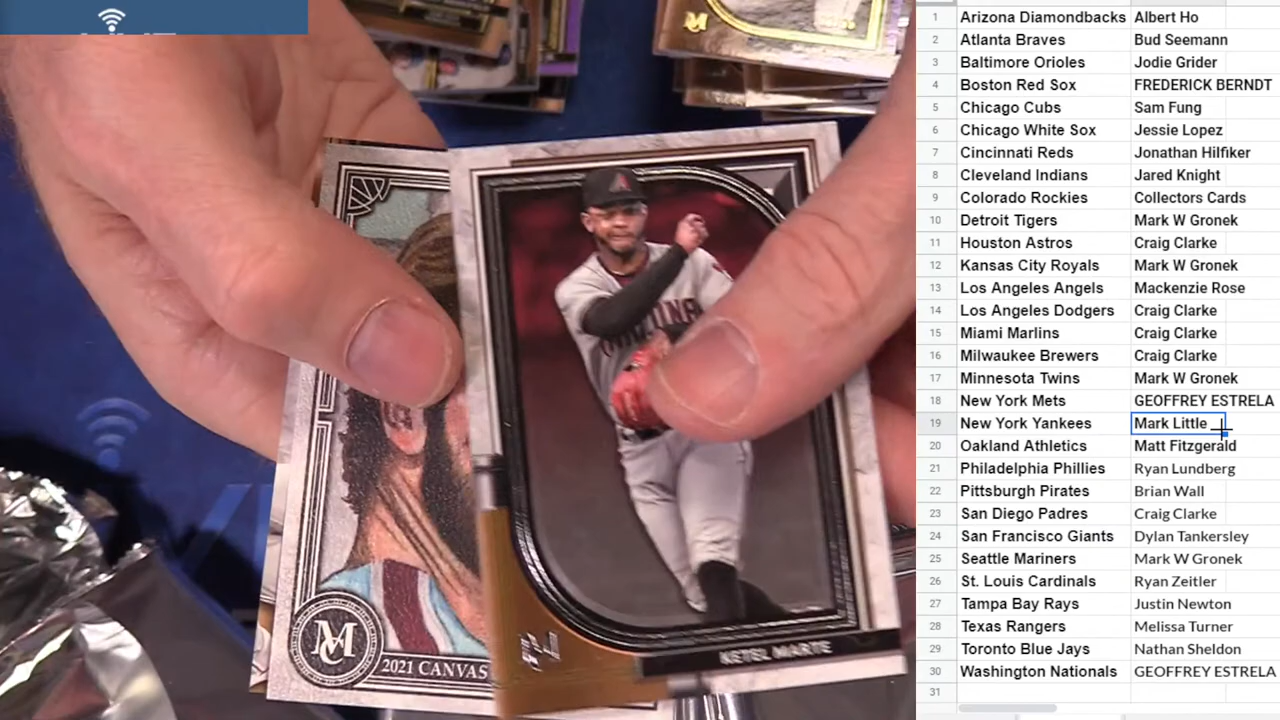 1 Arizona Diamondbacks Albert Ho
2 Atlanta Braves Bud Seemann
3 Baltimore Orioles Jodie Grider
4 Boston Red Sox FREDERICK BERNDT
5 Chicago Cubs Sam Fung
6 Chicago White Sox Jessie Lopez
7 Cincinnati Reds Jonathan Hilfiker
8 Cleveland Indians Jared Knight
9 Colorado Rockies Collectors Cards
10 Detroit Tigers Mark W Gronek
11 Houston Astros Craig Clarke
12 Kansas City Royals Mark W Gronek
13 Los Angeles Angels Mackenzie Rose
14 Los Angeles Dodgers Craig Clarke
15 Miami Marlins Craig Clarke
16 Milwaukee Brewers Craig Clarke
17 Minnesota Twins Mark W Gronek
18 New York Mets GEOFFREY ESTRELA
19 New York Yankees Mark Little
20 Oakland Athletics Matt Fitzgerald
21 Philadelphia Phillies Ryan Lundberg
22 Pittsburgh Pirates Brian Wall
23 San Diego Padres Craig Clarke
24 San Francisco Giants Dylan Tankersley
25 Seattle Mariners Mark W Gronek
26 St. Louis Cardinals Ryan Zeitler
27 Tampa Bay Rays Justin Newton
28 Texas Rangers Melissa Turner
29 Toronto Blue Jays Nathan Sheldon
30 Washington Nationals GEOFFREY ESTRELA
31
MC
2021 CANVAS
KETEL MARTE